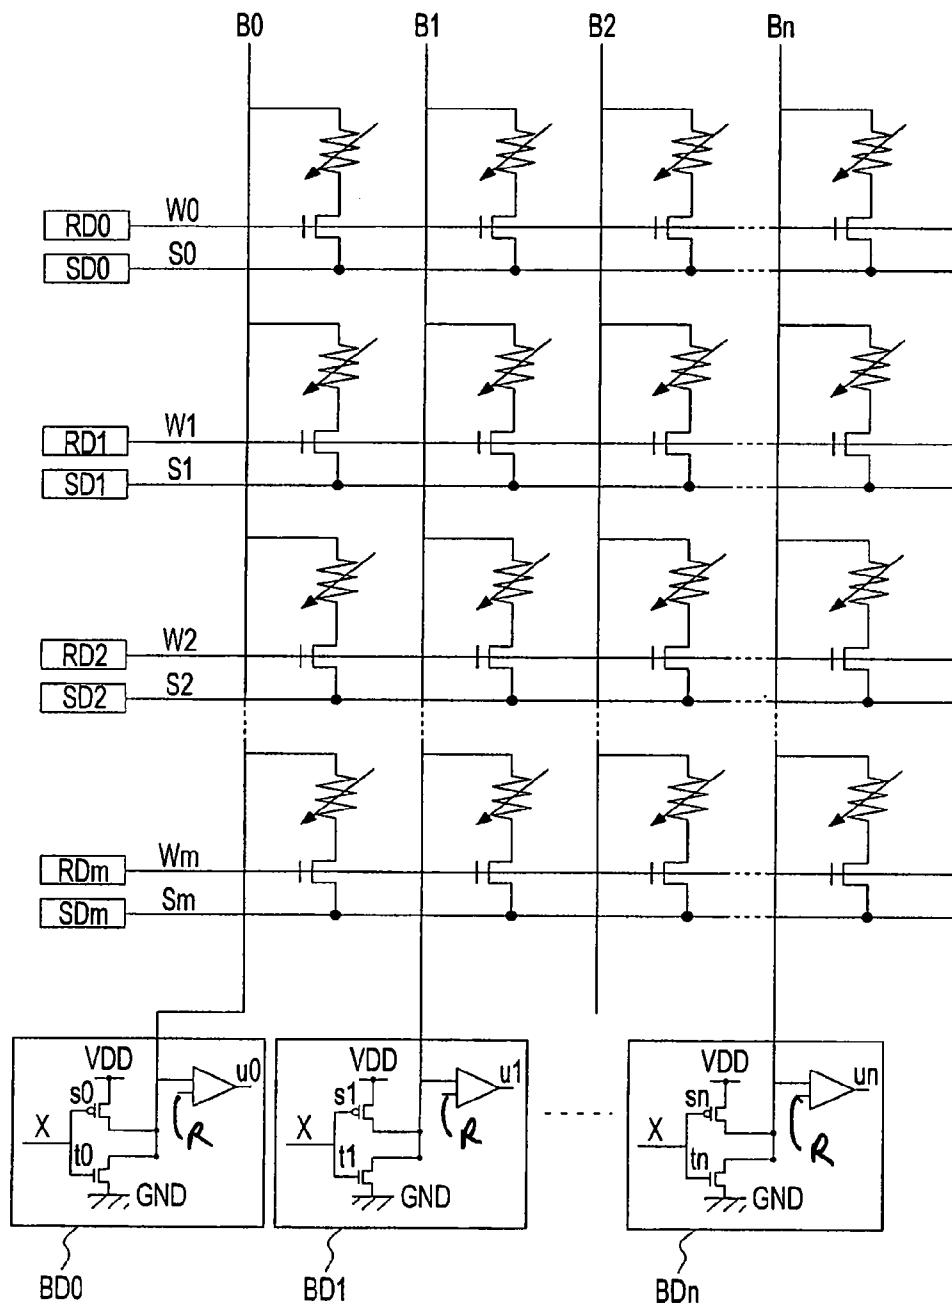 B0 B1 B2 Bn
RD0 W0
SD0 S0
RD1 W1
SD1 S1
RD2 W2
SD2 S2
RDm Wm
SDm Sm
VDD VDD VDD
s0 u0 s1 u1 sn un
X R X R X R
t0 t1 tn
GND GND GND
BD0 BD1 BDn